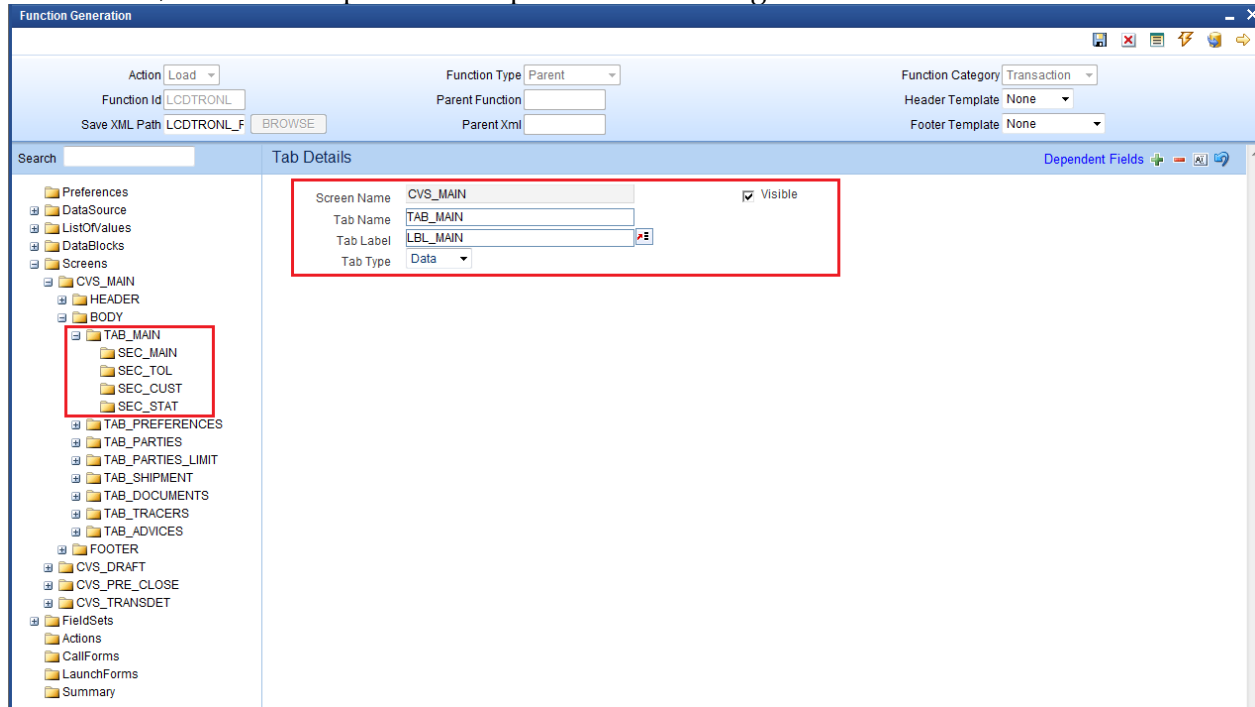 Function Generation
Action Load
Function Type Parent
Function Category Transaction
Function Id LCDTRONL
Parent Function
Header Template None
Save XML Path LCDTRONL_F BROWSE
Parent Xml
Footer Template None
Search
Tab Details
Dependent Fields
Preferences
DataSource
ListOfValues
DataBlocks
Screens
CVS_MAIN
HEADER
BODY
TAB_MAIN
SEC_MAIN
SEC_TOL
SEC_CUST
SEC_STAT
TAB_PREFERENCES
TAB_PARTIES
TAB_PARTIES_LIMIT
TAB_SHIPMENT
TAB_DOCUMENTS
TAB_TRACERS
TAB_ADVICES
FOOTER
CVS_DRAFT
CVS_PRE_CLOSE
CVS_TRANSDET
FieldSets
Actions
CallForms
LaunchForms
Summary
Screen Name CVS_MAIN
Visible
Tab Name TAB_MAIN
Tab Label LBL_MAIN
Tab Type Data